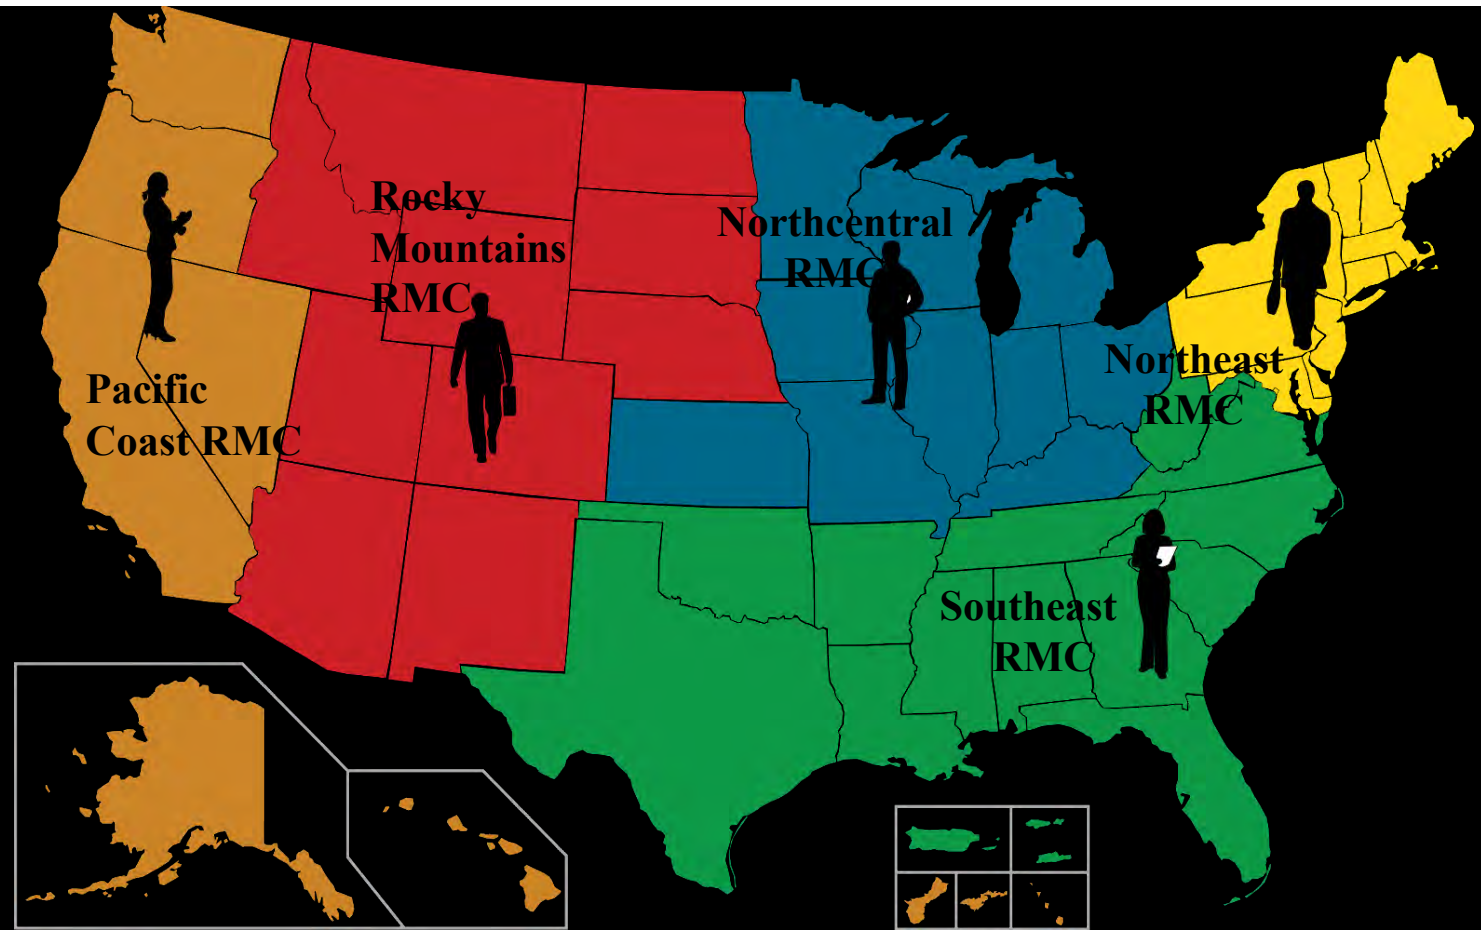 Rocky
Mountains
RMC
Northcentral
RMC
Northeast
RMC
Pacific
Coast RMC
Southeast
RMC